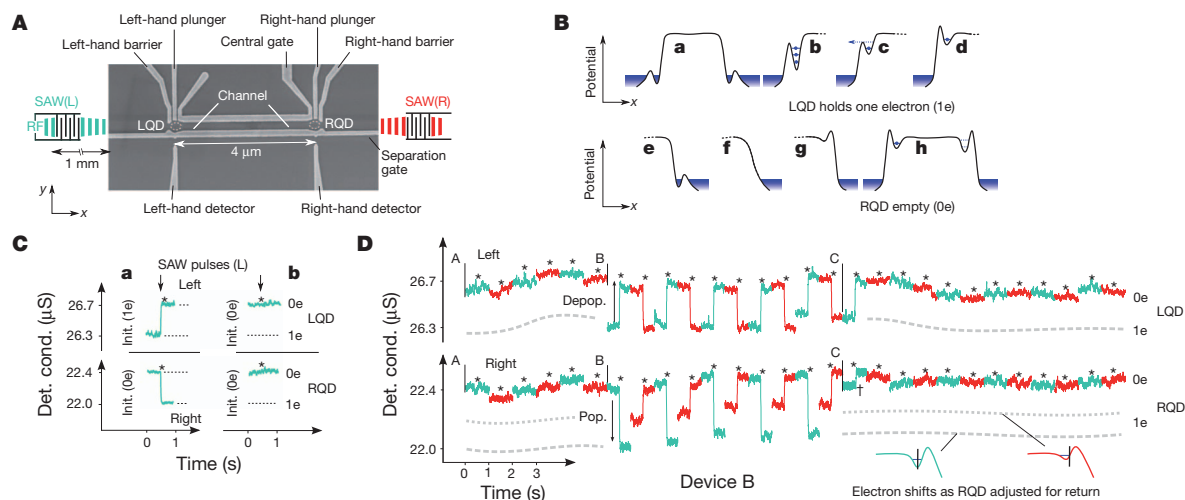 A
Left-hand plunger
Right-hand plunger
Left-hand barrier
Central gate
Right-hand barrier
SAW(L)
Channel
SAW(R)
RF
LQD
RQD
1 mm
4 μm
Separation
gate
y
x
Left-hand detector
Right-hand detector
B
Potential
a
b
c
d
x
LQD holds one electron (1e)
Potential
e
f
g
h
x
RQD empty (0e)
C
a
SAW pulses (L)
b
Left
Det. cond. (μS)
26.7
26.3
22.4
22.0
Init. (1e)
Init. (0e)
Init. (0e)
Init. (0e)
*
*
*
*
0e
LQD
1e
0e
RQD
1e
Right
0
1
0
1
Time (s)
D
A
Left
B
C
Det. cond. (μS)
26.7
26.3
Depop.
0e
LQD
1e
A
Right
B
C
22.4
22.0
Pop.
†
0e
RQD
1e
0
1
2
3
Time (s)
Device B
Electron shifts as RQD adjusted for return